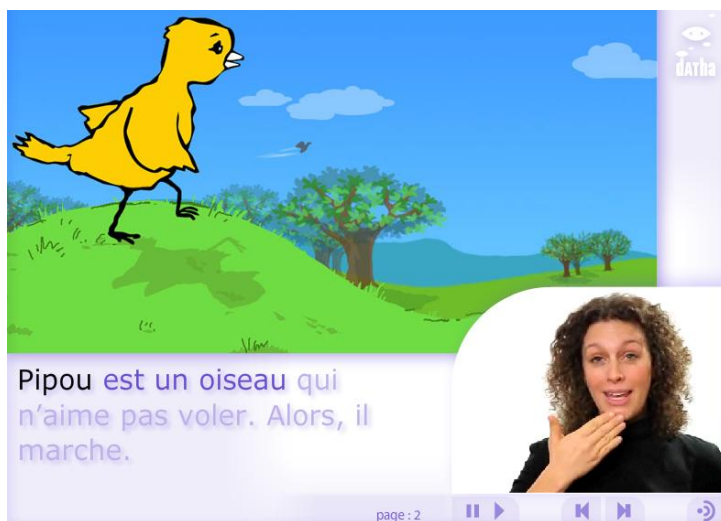 dATha
Pipou est un oiseau qui
n'aime pas voler. Alors, il
marche.
page : 2